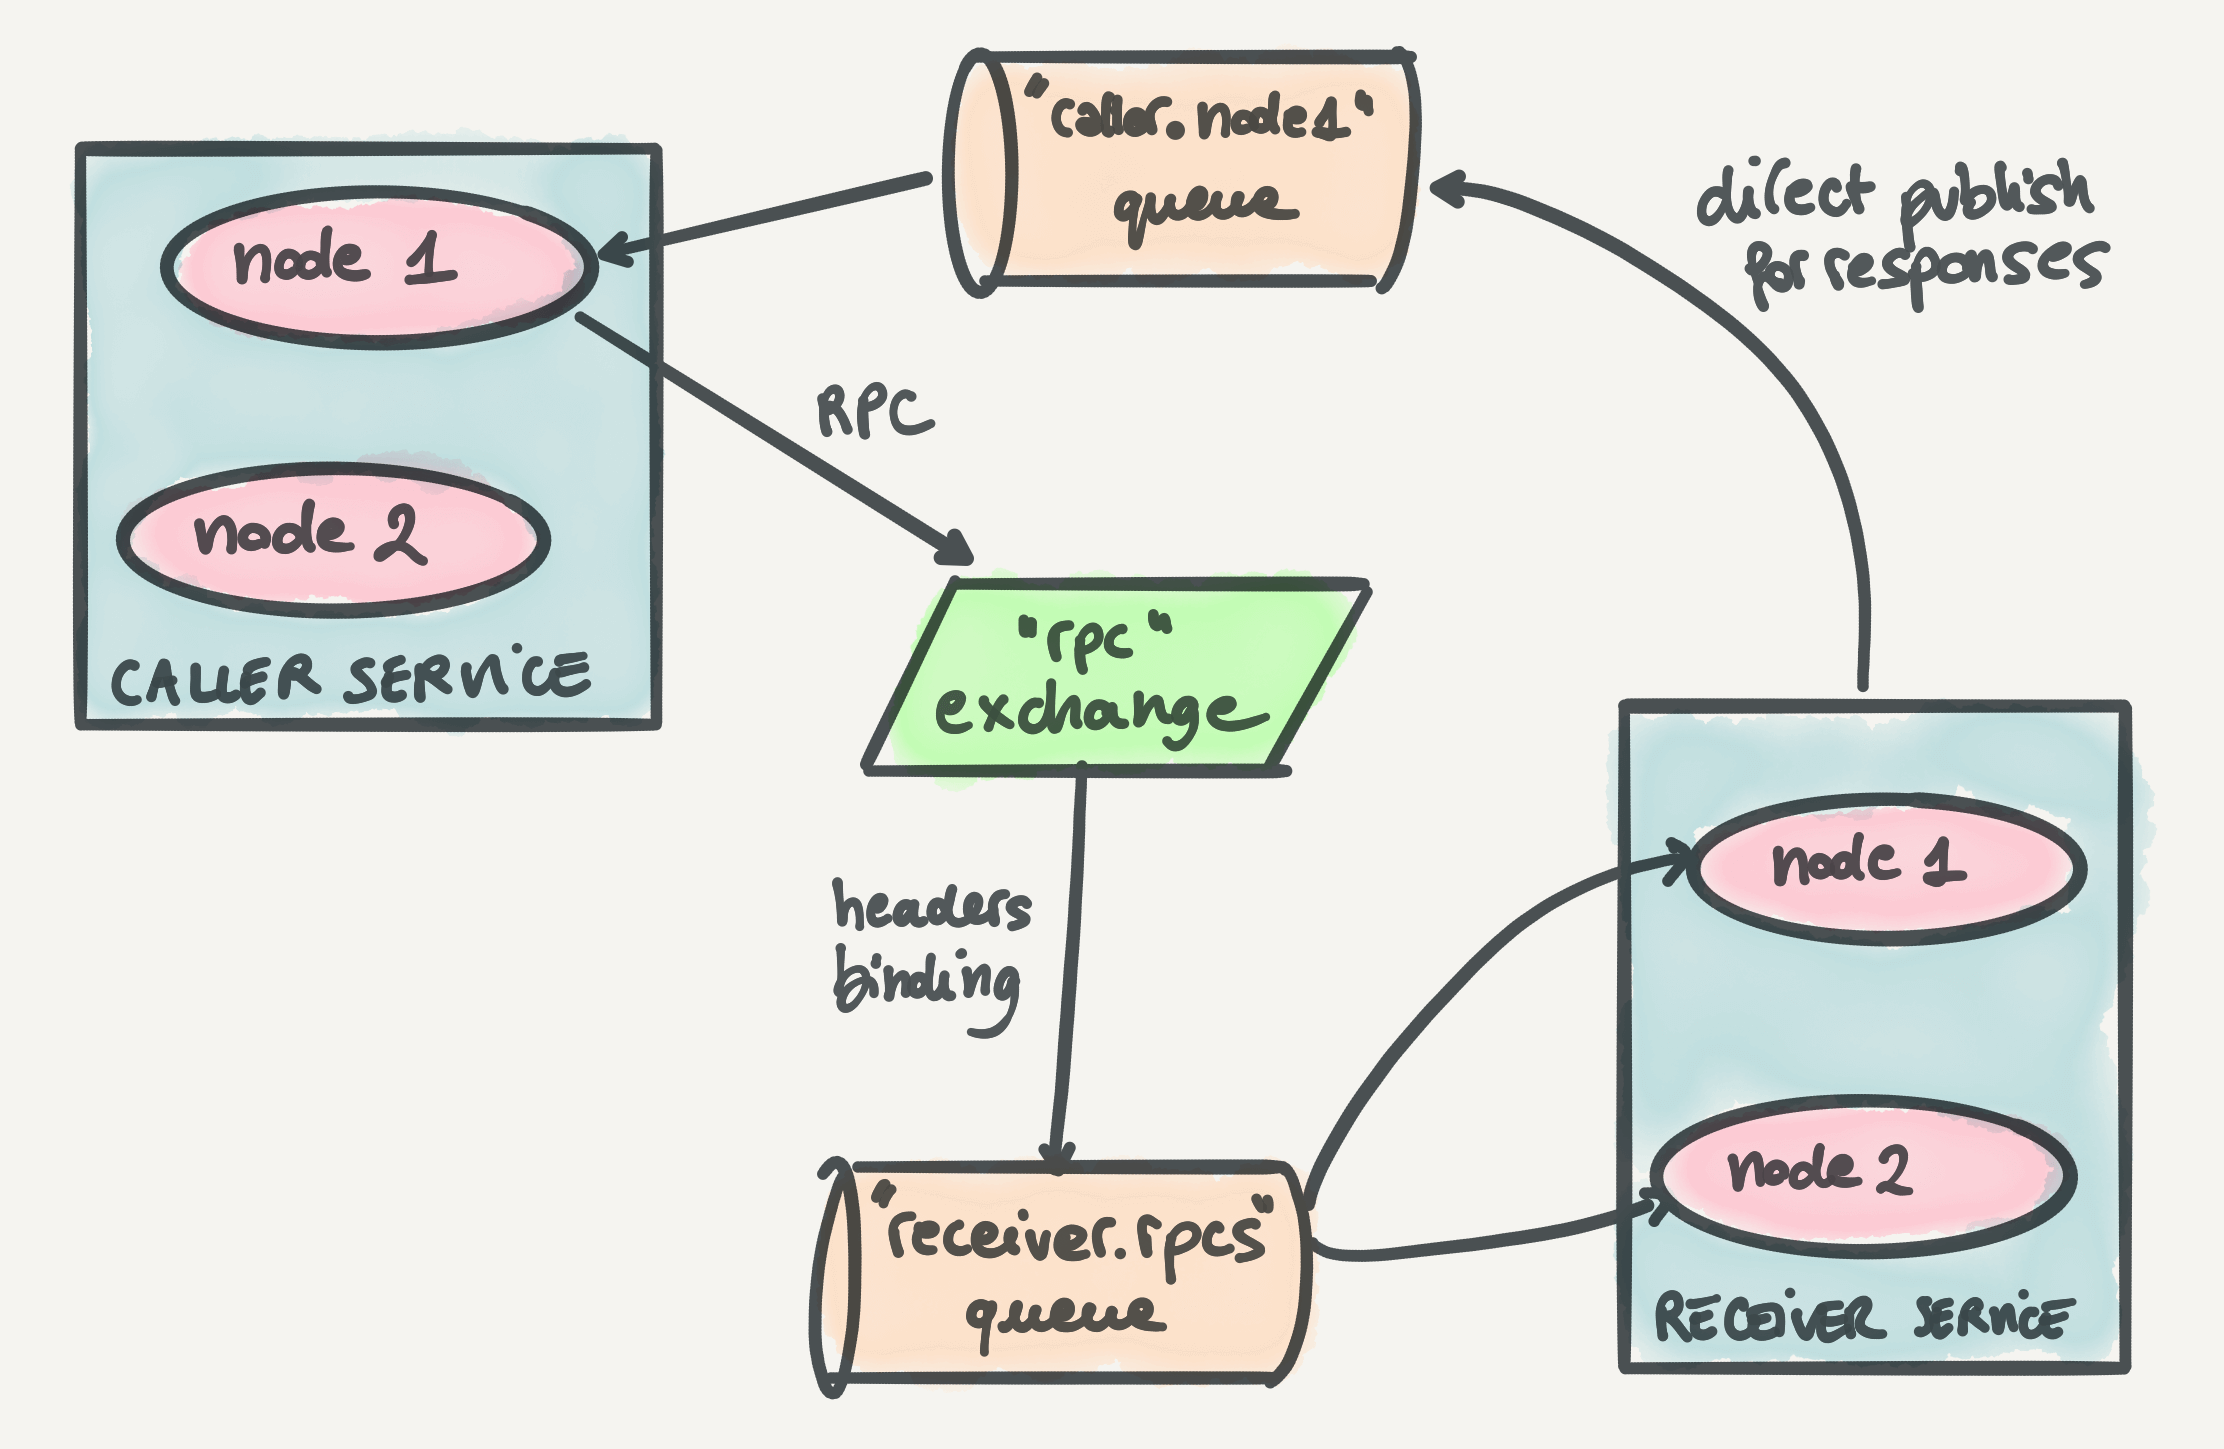 "caller.node1"
queue
direct publish
for responses
node 1
RPC
node 2
CALLER SERVICE
"rpc"
exchange
node 1
headers
binding
node 2
"receiver.rpcs"
queue
RECEIVER SERVICE